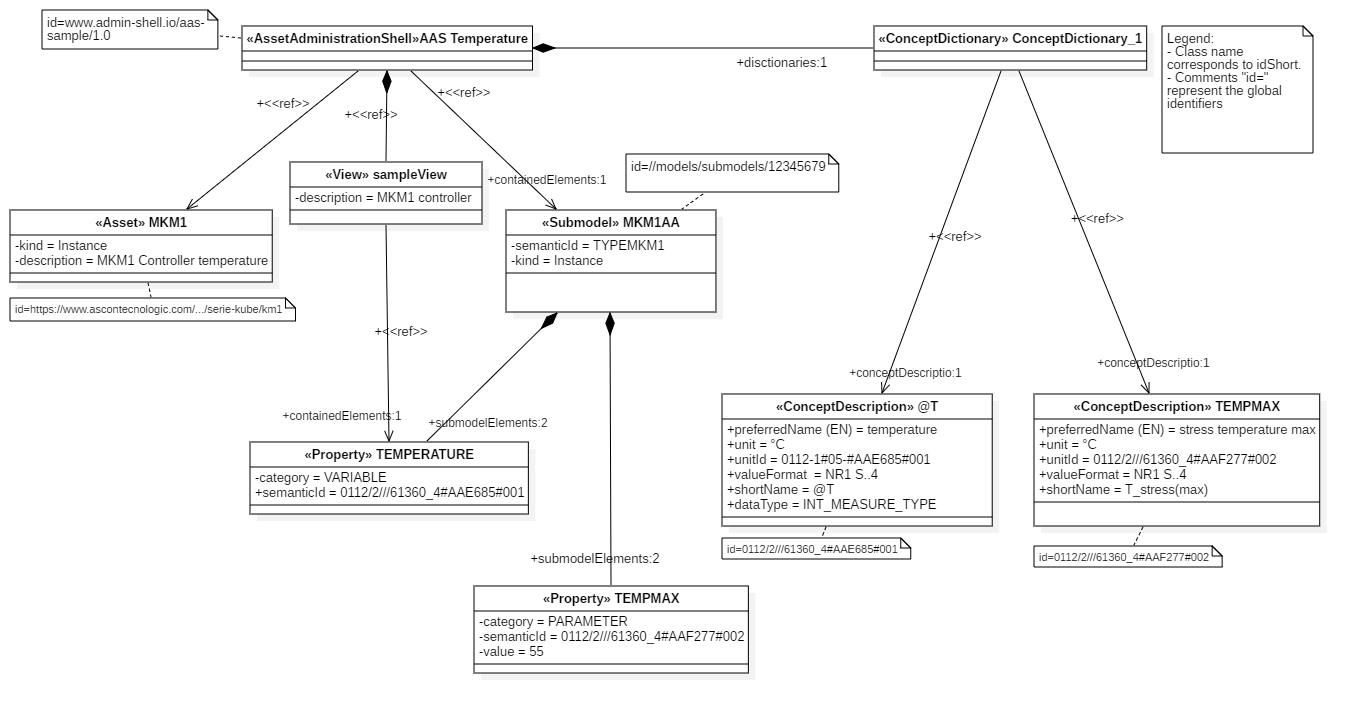 id=www.admin-shell.io/aas-
sample/1.0
«AssetAdministrationShell»AAS Temperature
+disctionaries:1
«ConceptDictionary» ConceptDictionary_1
Legend:
- Class name
corresponds to idShort.
- Comments "id="
represent the global
identifiers
+<<ref>>
+<<ref>>
+<<ref>>
«View» sampleView
-description = MKM1 controller
+containedElements:1
id=//models/submodels/12345679
«Asset» MKM1
-kind = Instance
-description = MKM1 Controller temperature
id=https://www.ascontecnologic.com/.../serie-kube/km1
«Submodel» MKM1AA
-semanticId = TYPEMKM1
-kind = Instance
+<<ref>>
+<<ref>>
+<<ref>>
+containedElements:1
+submodelElements:2
+conceptDescriptio:1
+conceptDescriptio:1
«Property» TEMPERATURE
-category = VARIABLE
+semanticId = 0112/2///61360_4#AAE685#001
«ConceptDescription» @T
+preferredName (EN) = temperature
+unit = °C
+unitId = 0112-1#05-#AAE685#001
+valueFormat  = NR1 S..4
+shortName = @T
+dataType = INT_MEASURE_TYPE
id=0112/2///61360_4#AAE685#001
«ConceptDescription» TEMPMAX
+preferredName (EN) = stress temperature max
+unit = °C
+unitId = 0112/2///61360_4#AAF277#002
+valueFormat = NR1 S..4
+shortName = T_stress(max)
id=0112/2///61360_4#AAF277#002
+submodelElements:2
«Property» TEMPMAX
-category = PARAMETER
-semanticId = 0112/2///61360_4#AAF277#002
-value = 55